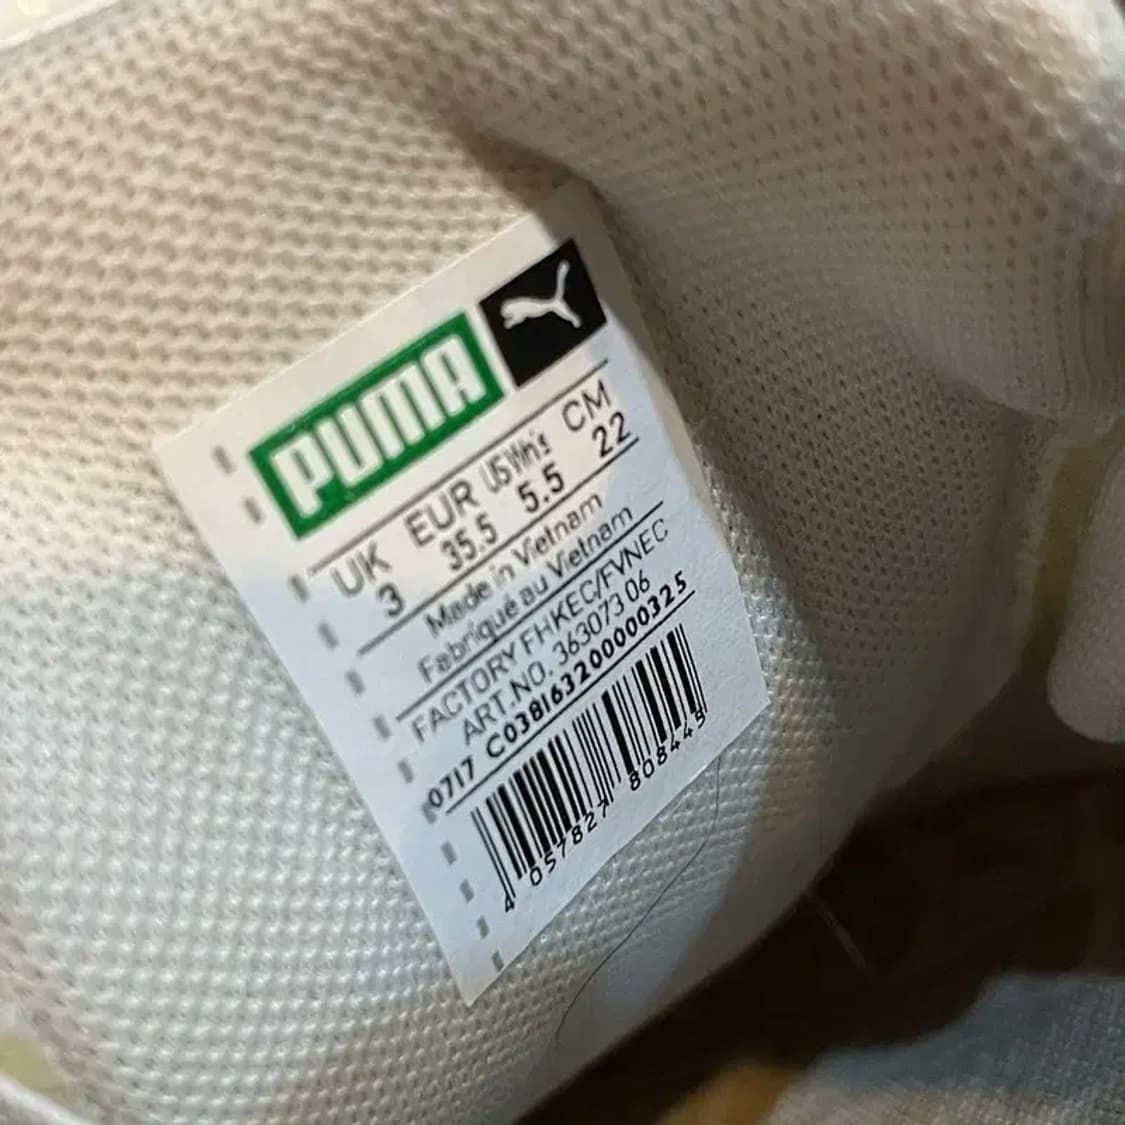 PUMA
UK EUR US Wn's CM
3 35.5 5.5 22
Made in Vietnam
Fabriqué au Vietnam
FACTORY FHKEC/FVNEC
ART.NO. 363073 06
0717 C038163200000325
4 057827 808449